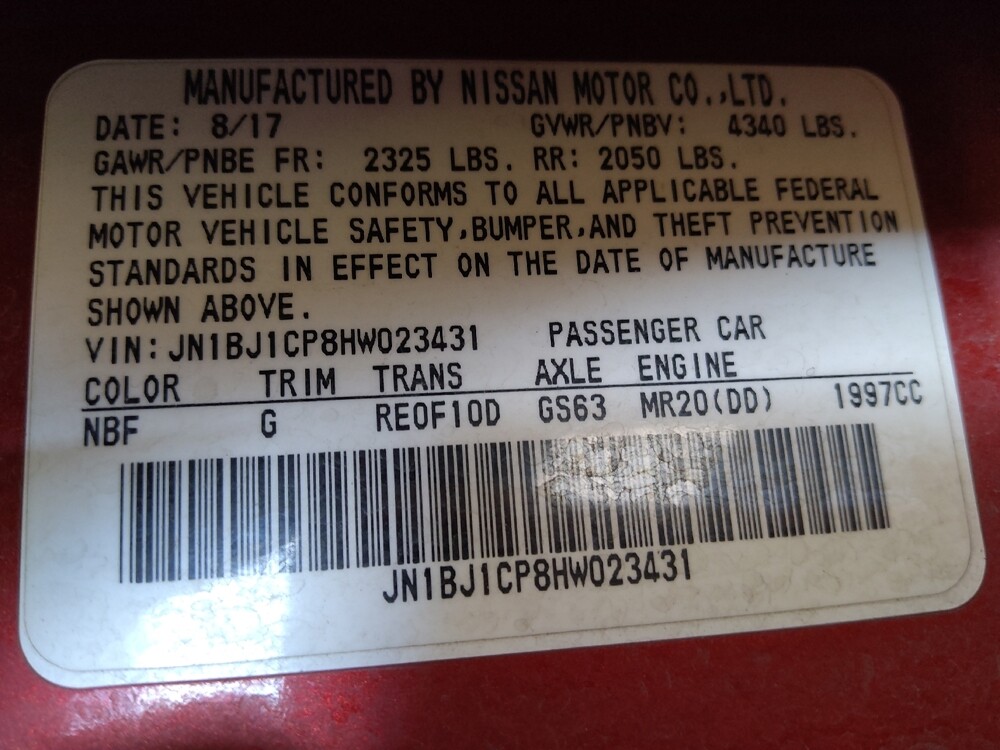 MANUFACTURED BY NISSAN MOTOR CO.,LTD.
DATE: 8/17 GVWR/PNBV: 4340 LBS.
GAWR/PNBE FR: 2325 LBS. RR: 2050 LBS.
THIS VEHICLE CONFORMS TO ALL APPLICABLE FEDERAL
MOTOR VEHICLE SAFETY,BUMPER,AND THEFT PREVENTION
STANDARDS IN EFFECT ON THE DATE OF MANUFACTURE
SHOWN ABOVE.
VIN: JN1BJ1CP8HW023431 PASSENGER CAR
COLOR TRIM TRANS AXLE ENGINE
NBF G RE0F10D GS63 MR20(DD) 1997CC
JN1BJ1CP8HW023431